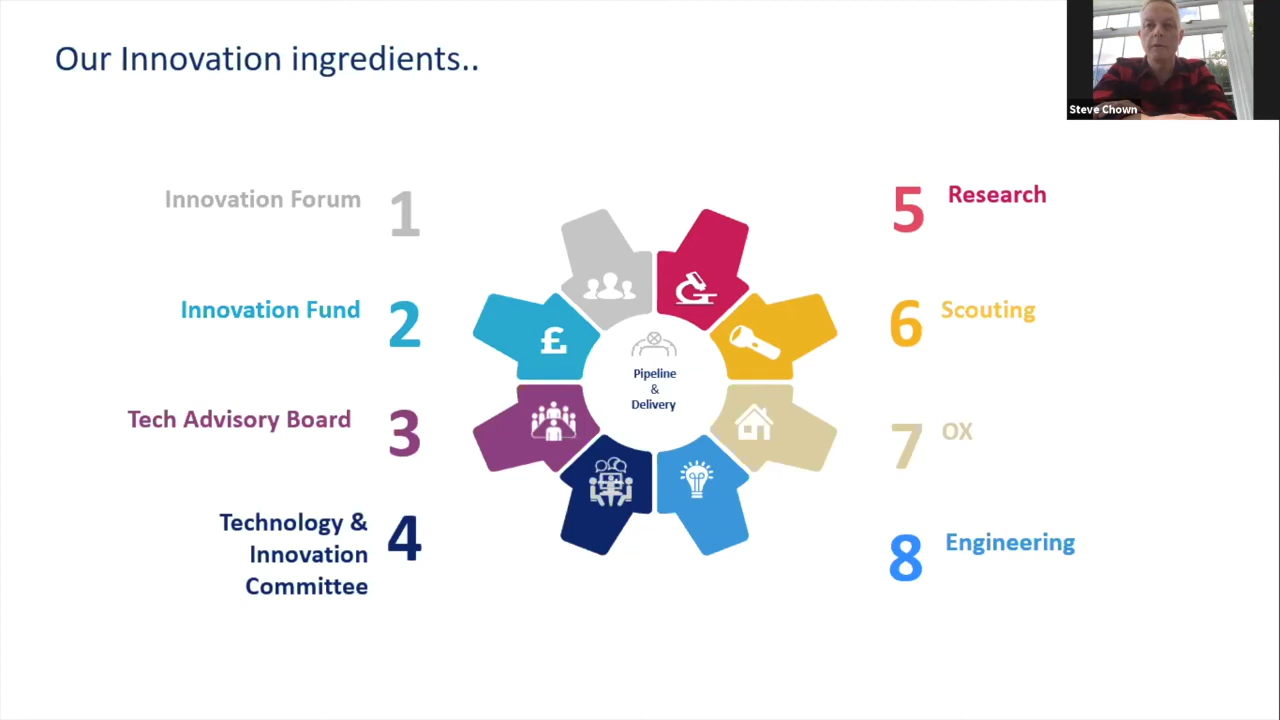 Our Innovation ingredients..
Steve Chown
Innovation Forum 1
Innovation Fund 2
Tech Advisory Board 3
Technology &
Innovation
Committee
4
£
Pipeline
&
Delivery
5 Research
6 Scouting
7 OX
8 Engineering